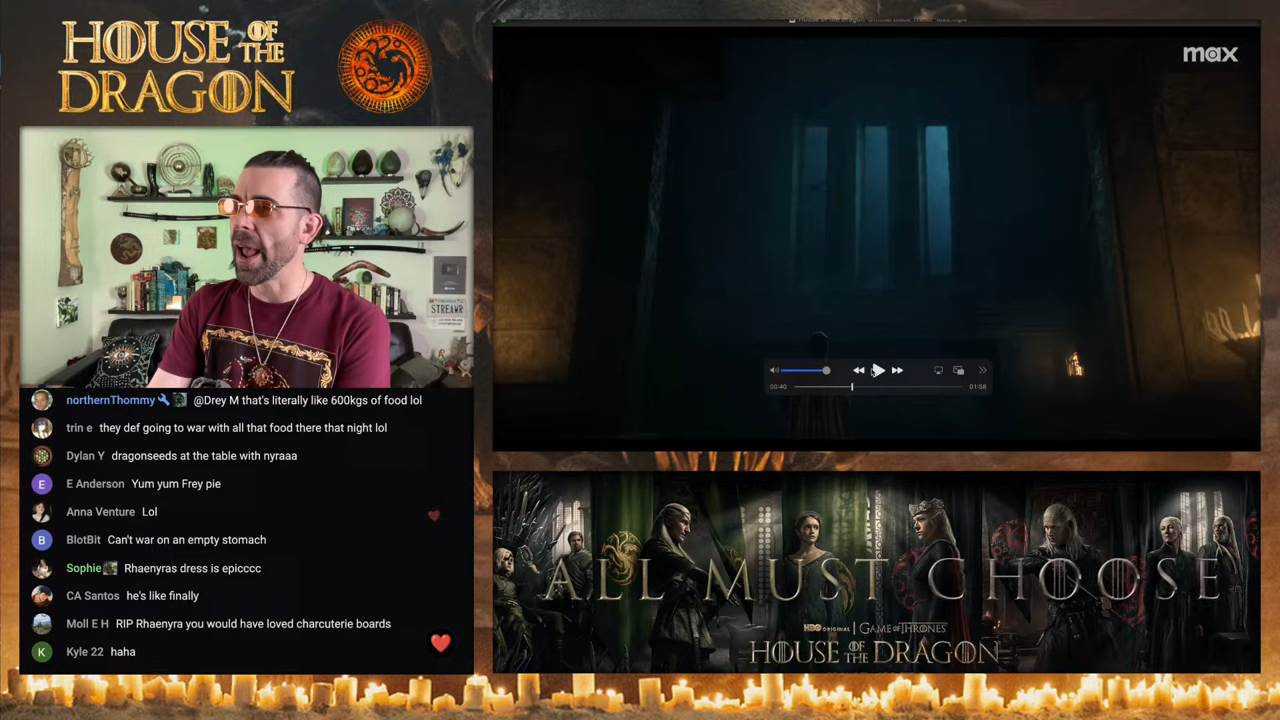 HOUSE OF THE DRAGON
max
STREAWR
00:40
01:58
northernThommy @Drey M that's literally like 600kgs of food lol
trin e they def going to war with all that food there that night lol
Dylan Y dragonseeds at the table with nyraaa
E
E Anderson Yum yum Frey pie
Anna Venture Lol
B
BlotBit Can't war on an empty stomach
Sophie Rhaenyras dress is epicccc
CA Santos he's like finally
Moll E H RIP Rhaenyra you would have loved charcuterie boards
K
Kyle 22 haha
ALL MUST CHOOSE
HBO ORIGINAL | GAME OF THRONES
HOUSE OF THE DRAGON